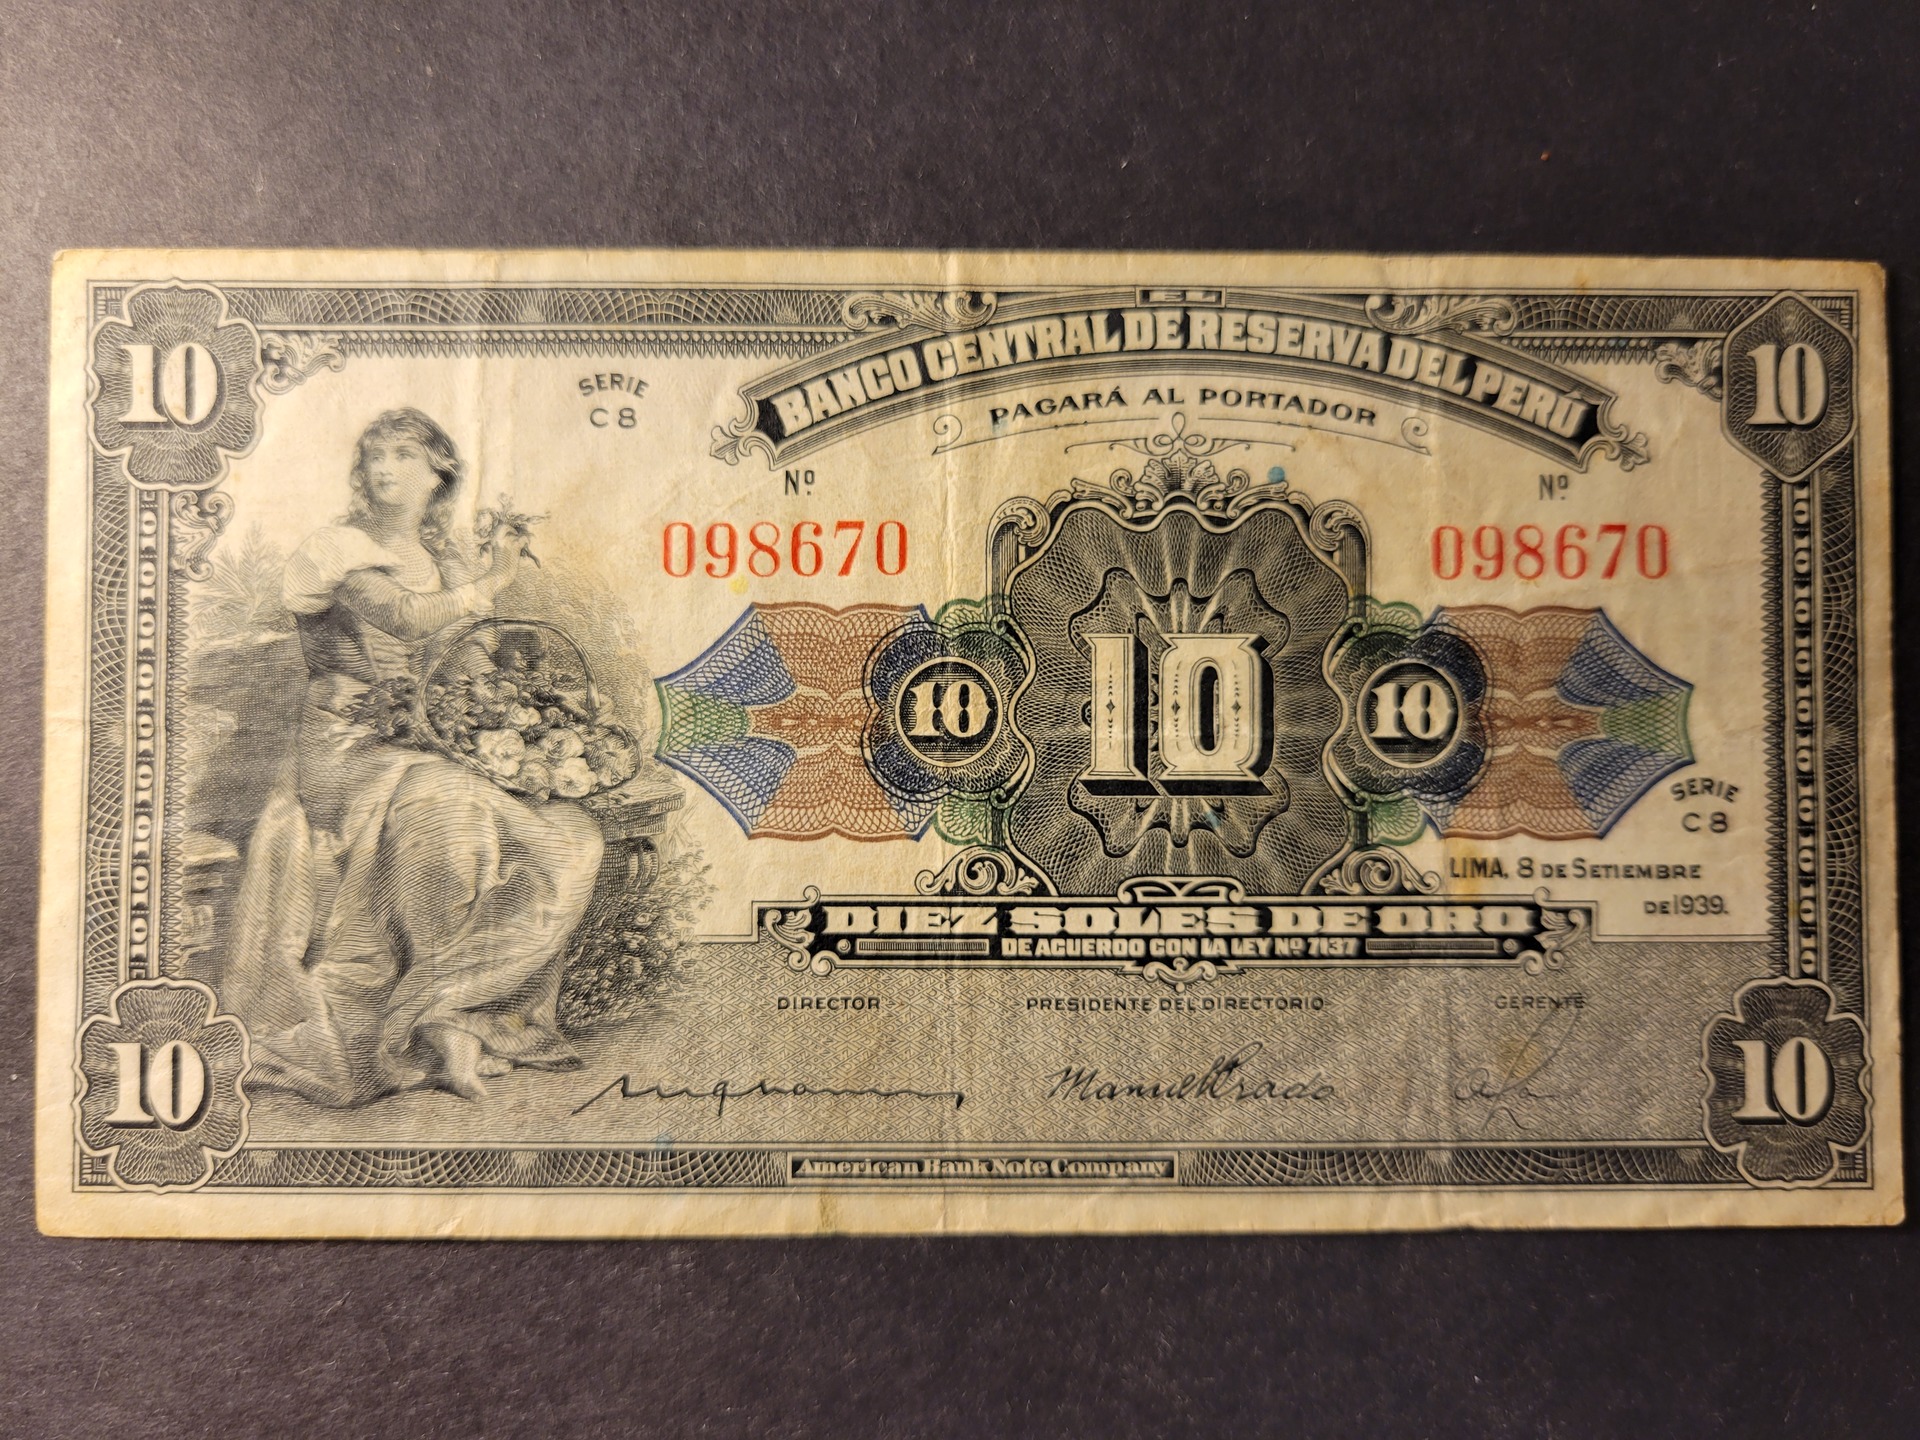 10
10
EL
BANCO CENTRAL DE RESERVA DEL PERÚ
PAGARÁ AL PORTADOR
SERIE
C8
Nº
Nº
098670
098670
10
10
10
SERIE
C8
LIMA, 8 DE SETIEMBRE
DE 1939.
DIEZ SOLES DE ORO
DE ACUERDO CON LA LEY Nº 7137
DIRECTOR
PRESIDENTE DEL DIRECTORIO
GERENTE
Manuel Prado
10
10
American Bank Note Company